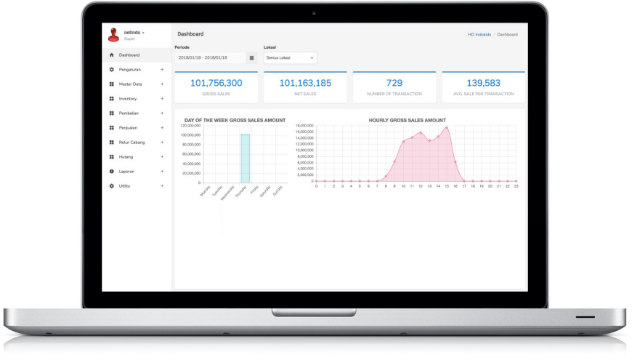 netindo
Super
Dashboard
Pengaturan
Master Data
Inventory
Pembelian
Penjualan
Retur Cabang
Hutang
Laporan
Utility
Dashboard
HQ netindo / Dashboard
Periode
Lokasi
2018/01/18 - 2018/01/18
Semua Lokasi
101,756,300
GROSS SALES
101,163,185
NET SALES
729
NUMBER OF TRANSACTION
139,583
AVG. SALE PER TRANSACTION
DAY OF THE WEEK GROSS SALES AMOUNT
120,000,000
100,000,000
80,000,000
60,000,000
40,000,000
20,000,000
0
Monday
Tuesday
Wednesday
Thursday
Friday
Saturday
Sunday
HOURLY GROSS SALES AMOUNT
18,000,000
16,000,000
14,000,000
12,000,000
10,000,000
8,000,000
6,000,000
4,000,000
2,000,000
0
0 1 2 3 4 5 6 7 8 9 10 11 12 13 14 15 16 17 18 19 20 21 22 23